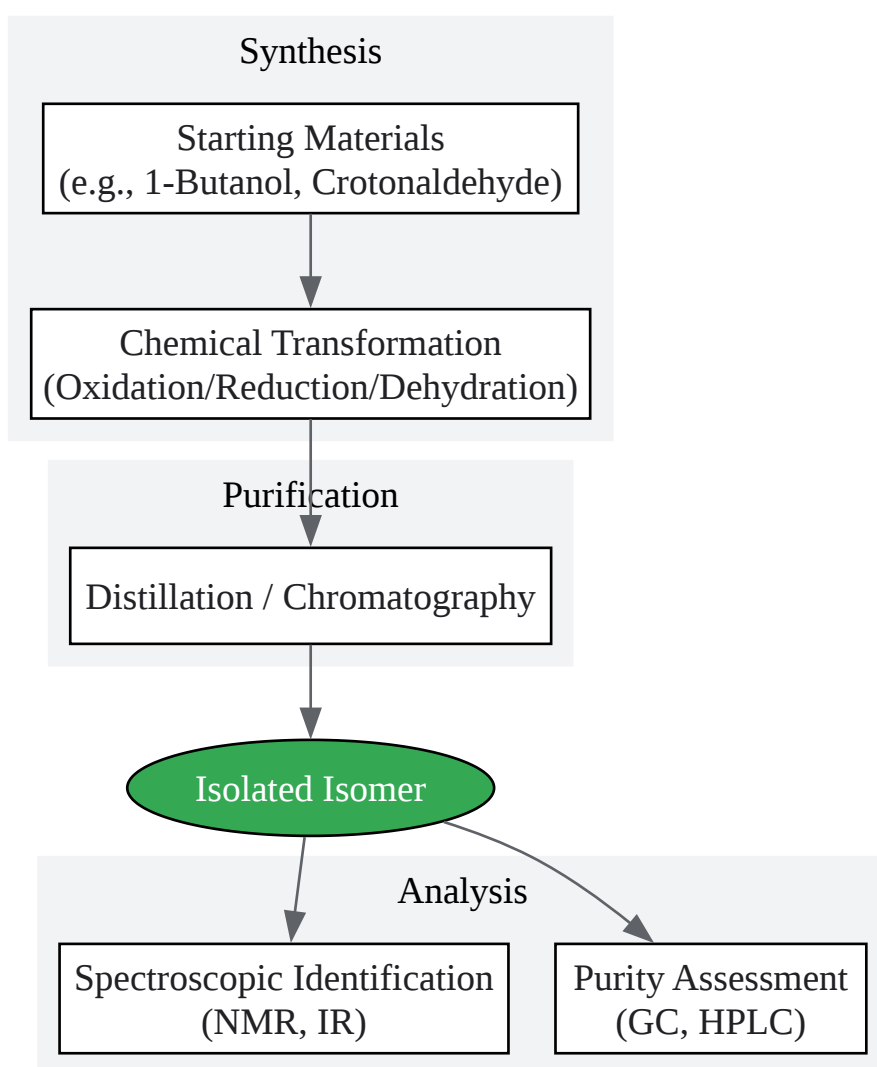 Synthesis
Starting Materials
(e.g., 1-Butanol, Crotonaldehyde)
Chemical Transformation
(Oxidation/Reduction/Dehydration)
Purification
Distillation / Chromatography
Isolated Isomer
Analysis
Spectroscopic Identification
(NMR, IR)
Purity Assessment
(GC, HPLC)